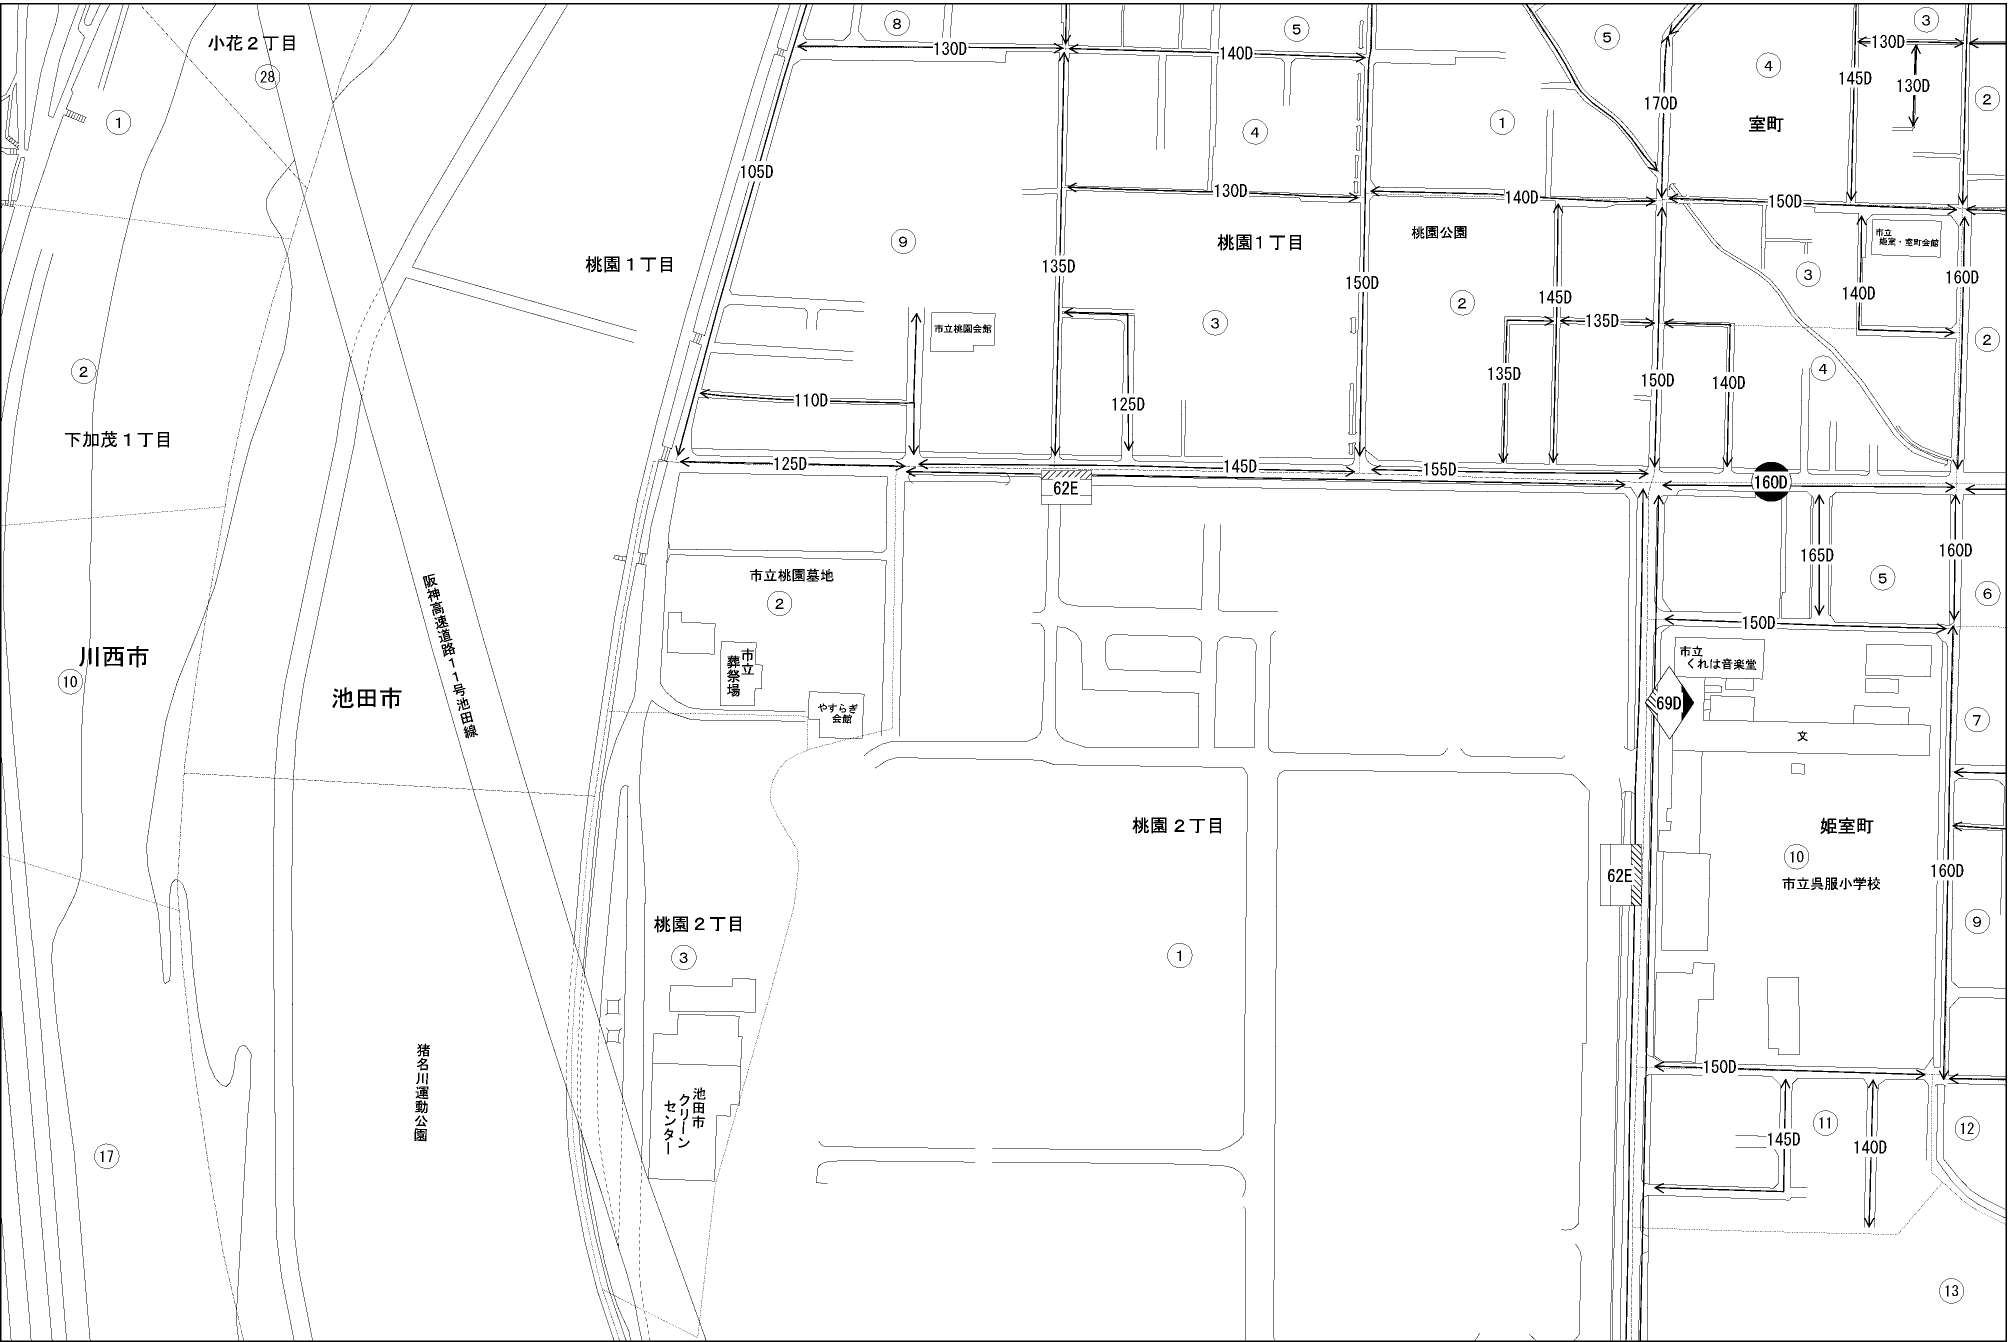 小花２丁目
28
8
130D
5
140D
5
170D
4
145D
3
130D
130D
2
1
105D
4
1
室町
130D
140D
150D
桃園１丁目
9
135D
桃園１丁目
桃園公園
150D
市立
姫室・室町会館
3
160D
145D
140D
市立桃園会館
3
2
135D
2
2
110D
125D
135D
150D
140D
4
下加茂１丁目
125D
145D
155D
160D
62E
165D
160D
5
6
市立桃園墓地
2
阪神高速道路１１号池田線
150D
川西市
10
池田市
市立
葬祭場
やすらぎ
会館
市立
くれは音楽堂
69D
文
7
桃園２丁目
姫室町
10
市立呉服小学校
62E
160D
9
桃園２丁目
3
1
猪名川運動公園
池田市
クリーン
センター
150D
17
145D
11
140D
12
13